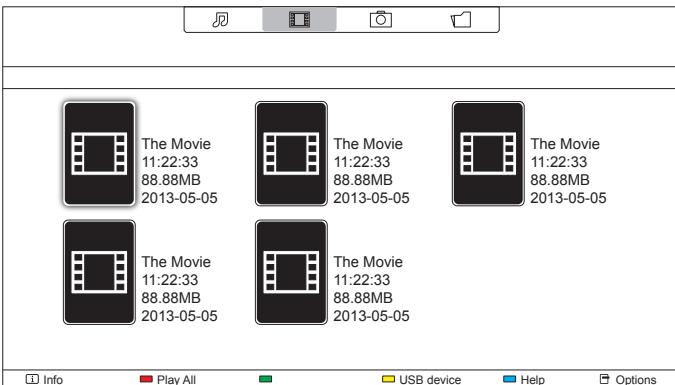 The Movie
11:22:33
88.88MB
2013-05-05
The Movie
11:22:33
88.88MB
2013-05-05
The Movie
11:22:33
88.88MB
2013-05-05
The Movie
11:22:33
88.88MB
2013-05-05
The Movie
11:22:33
88.88MB
2013-05-05
i Info Play All USB device Help Options